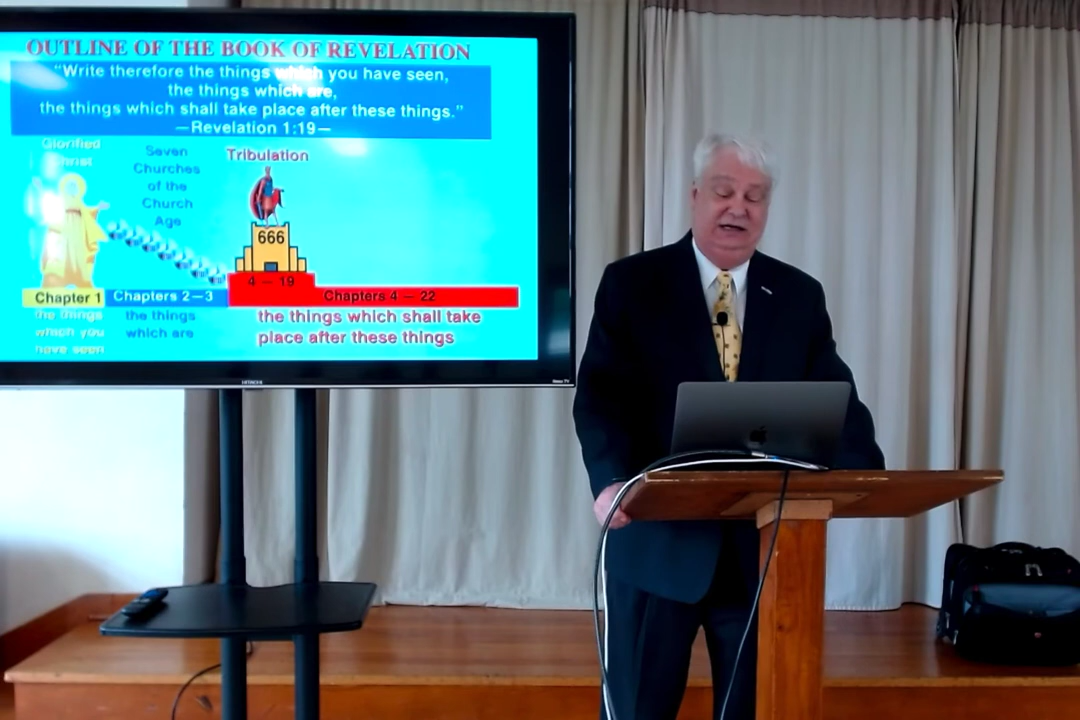 OUTLINE OF THE BOOK OF REVELATION
"Write therefore the things which you have seen,
the things which are,
the things which shall take place after these things."
—Revelation 1:19—
Glorified
Christ
Seven
Churches
of the
Church
Age
Tribulation
666
4 — 19
Chapter 1
Chapters 2—3
Chapters 4 — 22
the things
which you
have seen
the things
which are
the things which shall take
place after these things
HITACHI
Roku TV